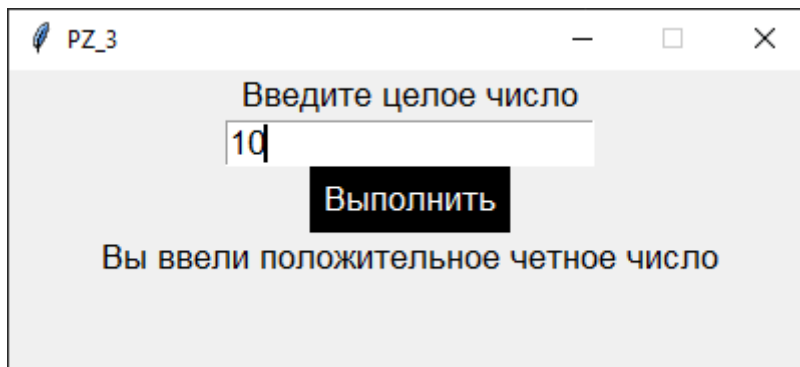 PZ_3
Введите целое число
10
Выполнить
Вы ввели положительное четное число